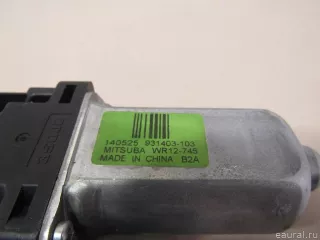 140525 931403-103
MITSUBA WR12-745
MADE IN CHINA B2A
© eaural.ru